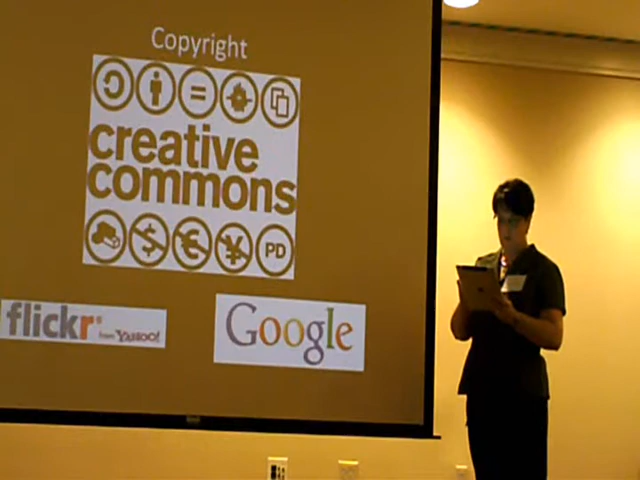 Copyright
creative
commons
$ € ¥ PD
flickr® from YAHOO!
Google